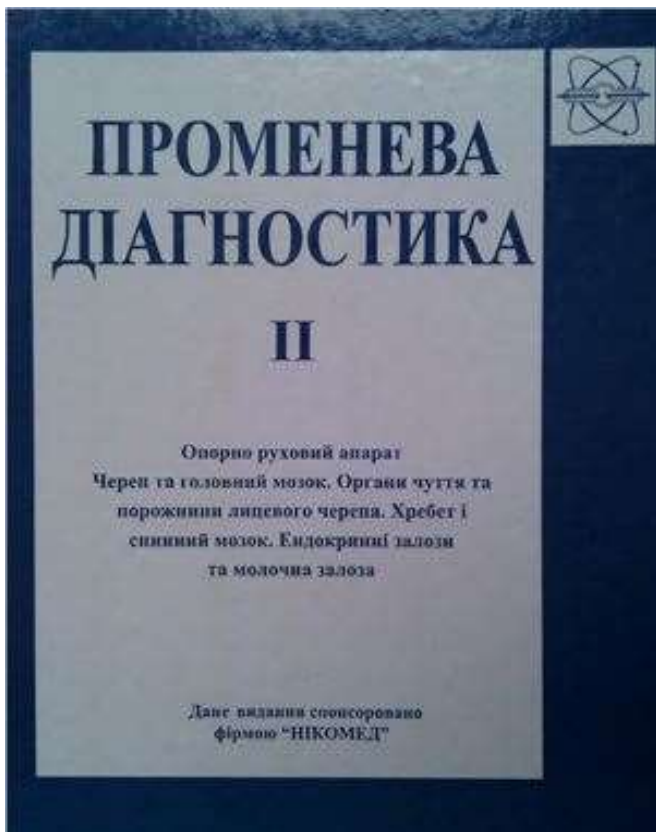 ПРОМЕНЕВА
ДІАГНОСТИКА
II
Опорно руховий апарат
Череп та головний мозок. Органи чуття та
порожнини лицевого черепа. Хребет і
спинний мозок. Ендокринні залози
та молочна залоза
Дане видання спонсоровано
фірмою “НІКОМЕД”